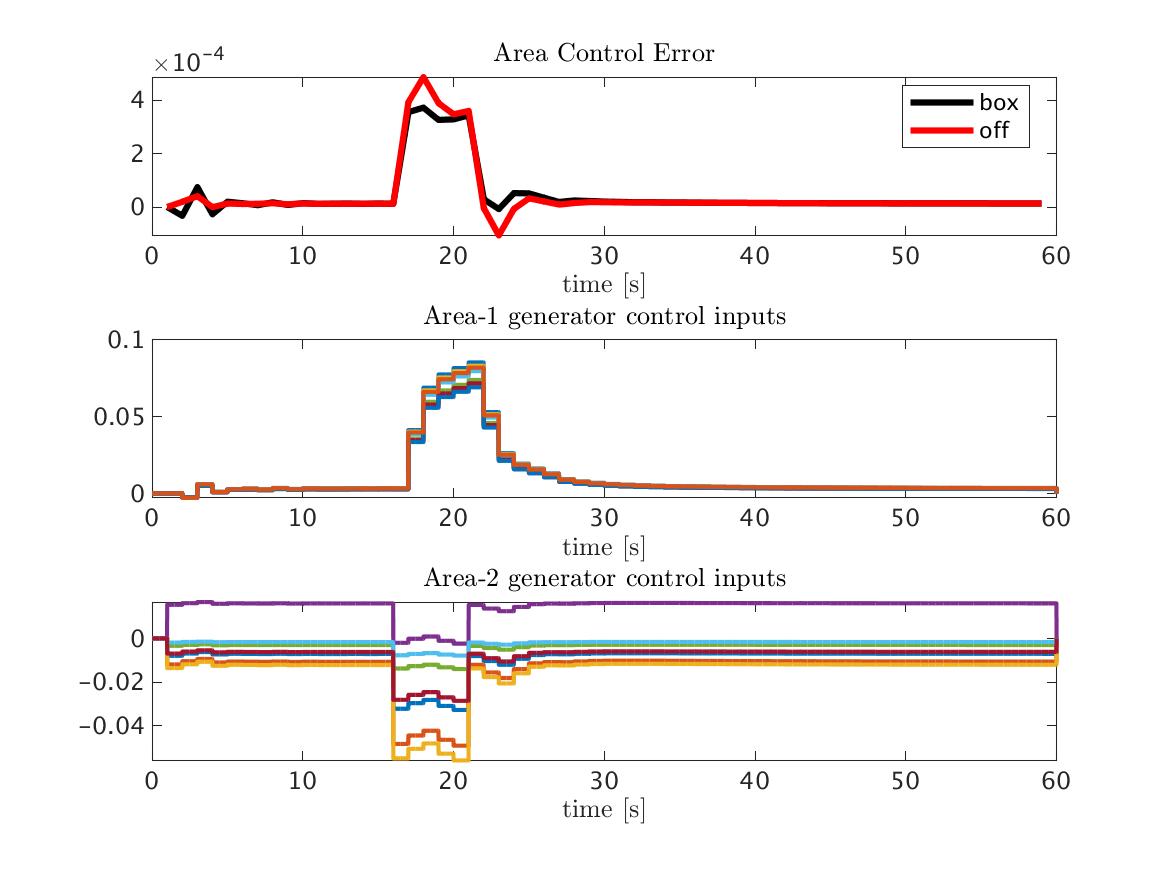 Area Control Error
×10⁻⁴
4
2
0
box
off
0 10 20 30 40 50 60
time [s]
Area-1 generator control inputs
0.1
0.05
0
0 10 20 30 40 50 60
time [s]
Area-2 generator control inputs
0
−0.02
−0.04
0 10 20 30 40 50 60
time [s]